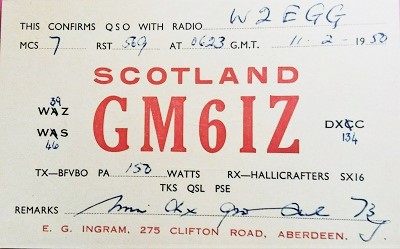 THIS CONFIRMS QSO WITH RADIO W2EGG
MCS 7 RST 569 AT 0623 G.M.T. 11-2-1950
SCOTLAND
GM6IZ
WAZ 39
WAS 46
DXCC 134
TX—BFVBO PA 150 WATTS RX—HALLICRAFTERS SX16
TKS QSL PSE
REMARKS 73
E. G. INGRAM, 275 CLIFTON ROAD, ABERDEEN.